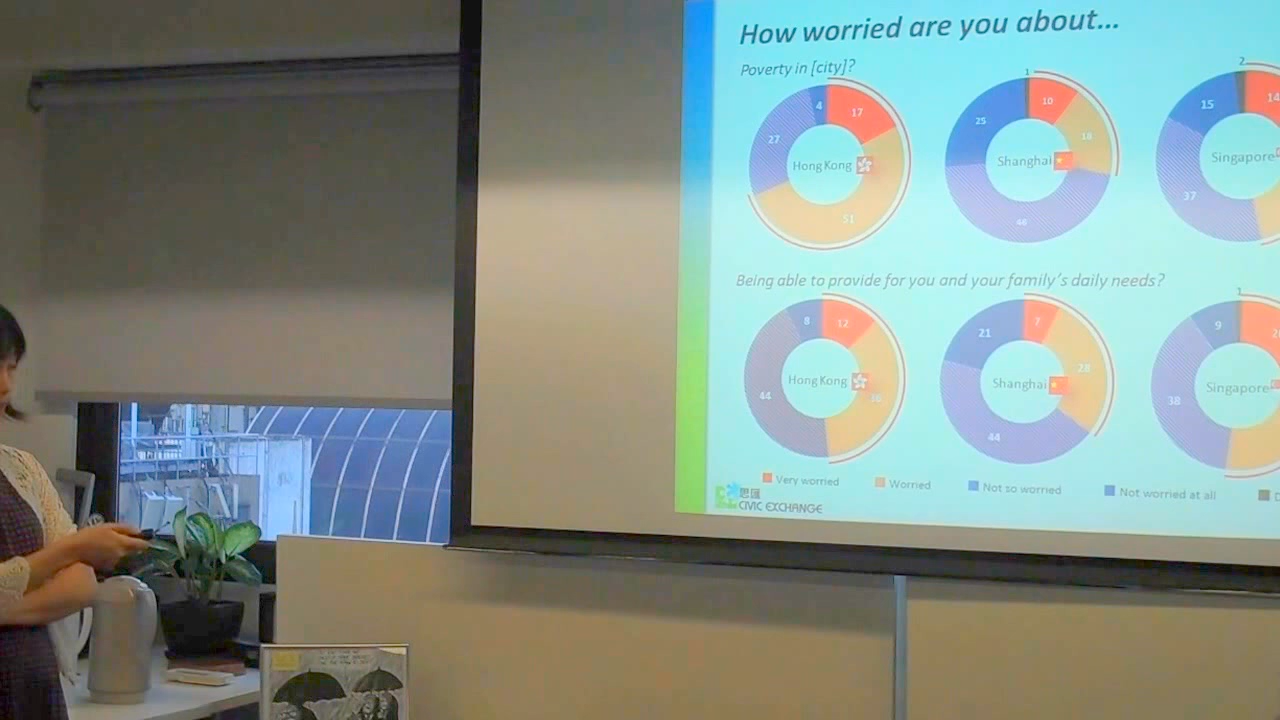 How worried are you about...
Poverty in [city]?
1
2
4
17
27
51
Hong Kong
10
18
25
46
Shanghai
14
15
37
Singapore
Being able to provide for you and your family's daily needs?
1
8
12
44
36
Hong Kong
7
21
28
44
Shanghai
9
38
Singapore
Very worried
Worried
Not so worried
Not worried at all
思匯
CIVIC EXCHANGE